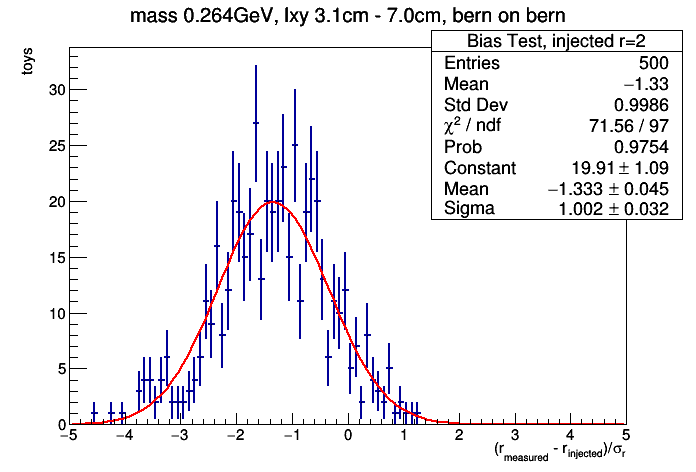 mass 0.264GeV, lxy 3.1cm - 7.0cm, bern on bern
Bias Test, injected r=2
Entries 500
Mean −1.33
Std Dev 0.9986
χ² / ndf 71.56 / 97
Prob 0.9754
Constant 19.91 ± 1.09
Mean −1.333 ± 0.045
Sigma 1.002 ± 0.032
toys
30
25
20
15
10
5
0
−5 −4 −3 −2 −1 0 1 2 3 4 5
(r_measured - r_injected)/σ_r